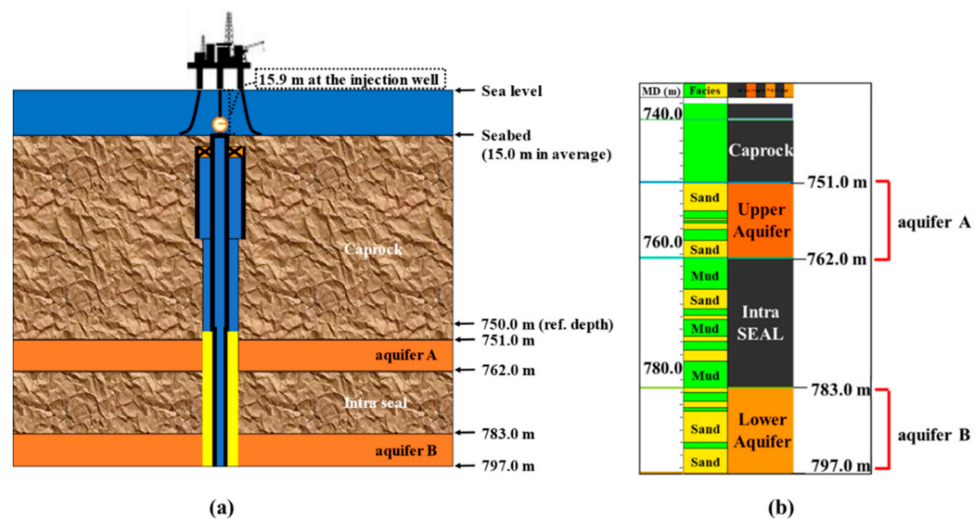 15.9 m at the injection well
Sea level
Seabed
(15.0 m in average)
Caprock
750.0 m (ref. depth)
751.0 m
aquifer A
762.0 m
Intra seal
783.0 m
aquifer B
797.0 m
(a)
MD (m)
Facies
740.0
Caprock
751.0 m
Sand
Upper
Aquifer
aquifer A
760.0
Sand
762.0 m
Mud
Sand
Intra
SEAL
Mud
780.0
Mud
783.0 m
Lower
Aquifer
aquifer B
Sand
Sand
797.0 m
(b)